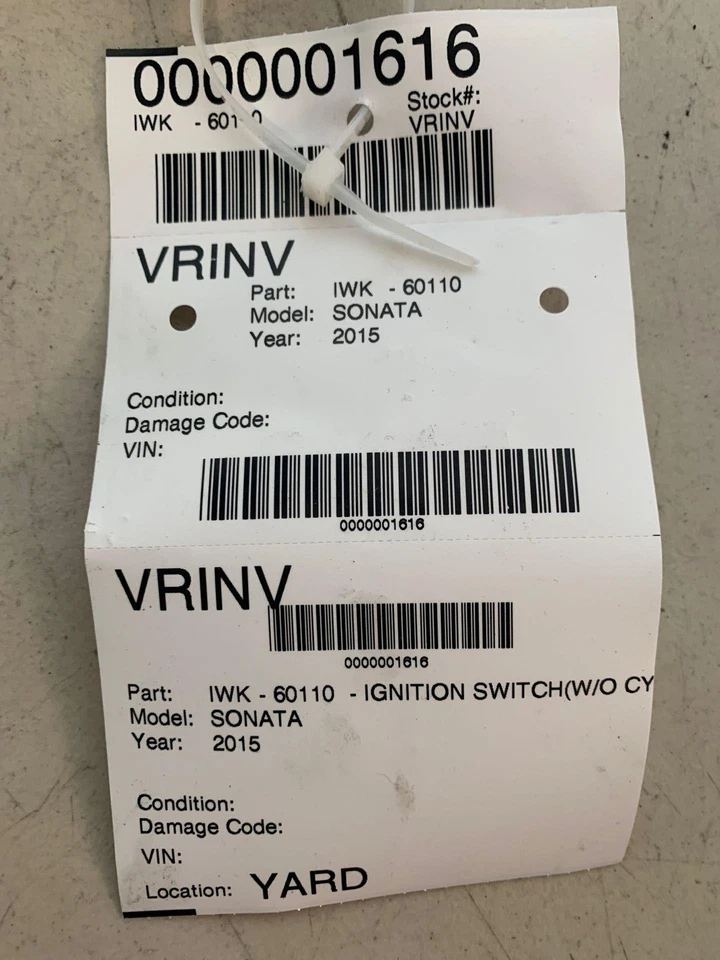 0000001616
IWK - 60110
Stock#:
VRINV
VRINV
Part: IWK - 60110
Model: SONATA
Year: 2015
Condition:
Damage Code:
VIN:
0000001616
VRINV
0000001616
Part: IWK - 60110 - IGNITION SWITCH(W/O CY
Model: SONATA
Year: 2015
Condition:
Damage Code:
VIN:
Location: YARD